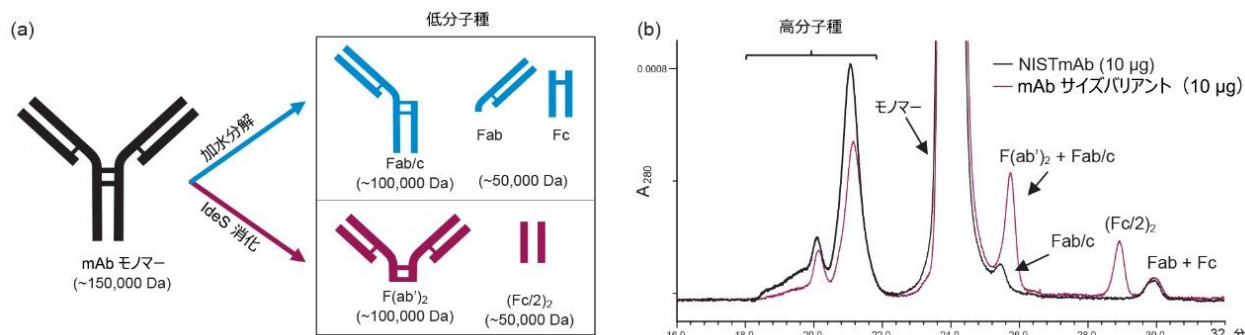 (a)
低分子種
加水分解
IdeS 消化
mAb モノマー
(~150,000 Da)
Fab/c
(~100,000 Da)
Fab
Fc
(~50,000 Da)
F(ab')₂
(~100,000 Da)
(Fc/2)₂
(~50,000 Da)
(b)
高分子種
0.0008
A280
モノマー
NISTmAb (10 µg)
mAb サイズバリアント (10 µg)
F(ab')₂ + Fab/c
Fab/c
(Fc/2)₂
Fab + Fc
16.0 18.0 20.0 22.0 24.0 26.0 28.0 30.0 32 分